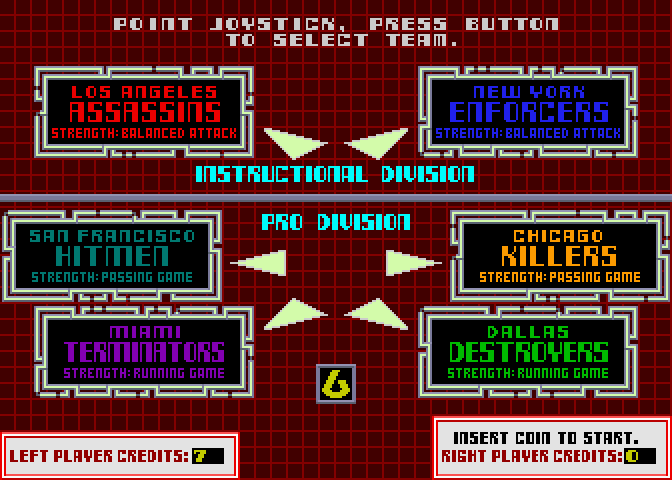 POINT JOYSTICK, PRESS BUTTON
TO SELECT TEAM.
LOS ANGELES
ASSASSINS
STRENGTH: BALANCED ATTACK
NEW YORK
ENFORCERS
STRENGTH: BALANCED ATTACK
INSTRUCTIONAL DIVISION
PRO DIVISION
SAN FRANCISCO
HITMEN
STRENGTH: PASSING GAME
CHICAGO
KILLERS
STRENGTH: PASSING GAME
MIAMI
TERMINATORS
STRENGTH: RUNNING GAME
DALLAS
DESTROYERS
STRENGTH: RUNNING GAME
6
LEFT PLAYER CREDITS: 7
INSERT COIN TO START.
RIGHT PLAYER CREDITS: 0